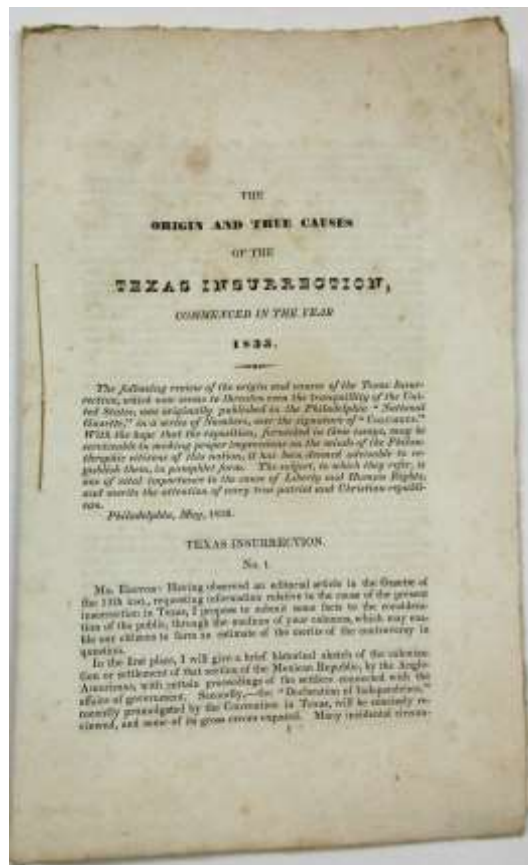 THE
ORIGIN AND TRUE CAUSES
OF THE
TEXAS INSURRECTION,
COMMENCED IN THE YEAR
1835.
The following review of the origin and causes of the Texas Insur-
rection, which now seems to threaten even the tranquillity of the Uni-
ted States, was originally published in the Philadelphia "National
Gazette," in a series of Numbers, over the signature of "COLUMBUS."
With the hope that the exposition, furnished in these essays, may be
serviceable in making proper impressions on the minds of the Philan-
thropic citizens of this nation, it has been deemed advisable to re-
publish them, in pamphlet form. The subject, to which they refer, is
one of vital importance to the cause of Liberty and Human Rights,
and merits the attention of every true patriot and Christian republi-
can.
Philadelphia, May, 1836.
TEXAS INSURRECTION.
No. 1.
MR. EDITOR: Having observed an editorial article in the Gazette of
the 13th inst., requesting information relative to the cause of the present
insurrection in Texas, I propose to submit some facts to the considera-
tion of the public, through the medium of your columns, which may ena-
ble our citizens to form an estimate of the merits of the controversy in
question.
In the first place, I will give a brief historical sketch of the coloniza-
tion or settlement of that section of the Mexican Republic, by the Anglo-
Americans, with certain proceedings of the settlers connected with the
affairs of government. Secondly,—the "Declaration of Independence,"
recently promulgated by the Convention in Texas, will be concisely re-
viewed, and some of its gross errors exposed. Many incidental circum-
1